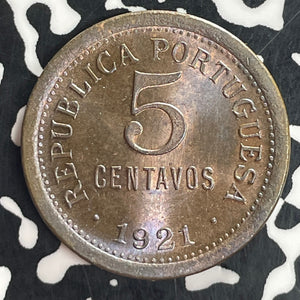 REPUBLICA PORTUGUESA
5
CENTAVOS
· 1921 ·